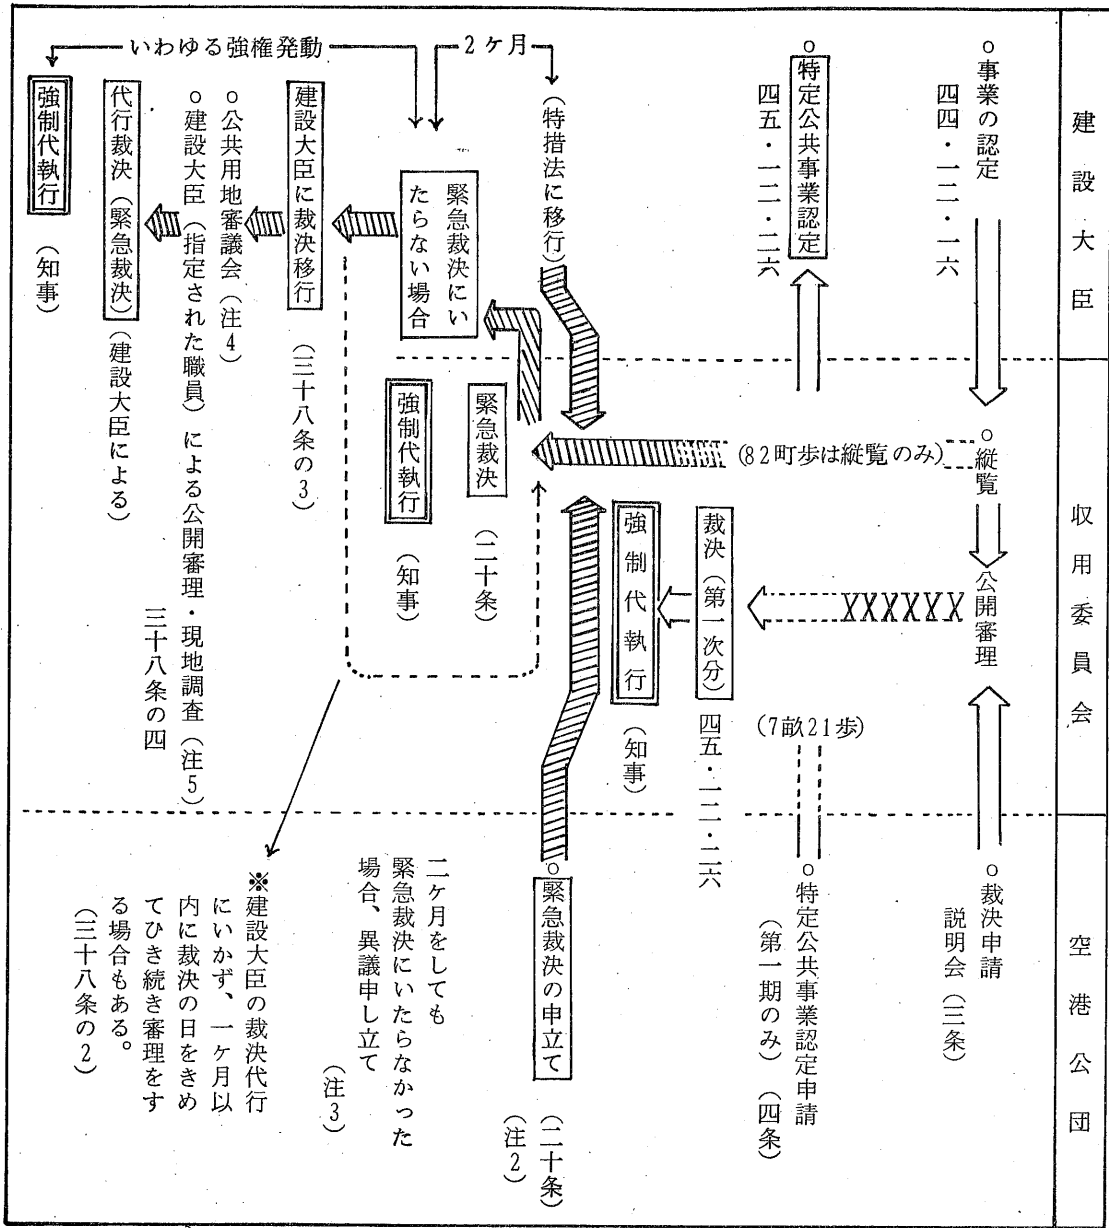 建設大臣
収用委員会
空港公団
○事業の認定
四四・一二・一六
○縦覧
公開審理
○裁決申請
説明会(三条)
○特定公共事業認定
四五・一二・二六
(82町歩は縦覧のみ)
(7畝21歩)
○特定公共事業認定申請
(第一期のみ)(四条)
裁決(第一次分)
四五・一二・二六
強制代執行
(知事)
2ヶ月
(特措法に移行)
○緊急裁決の申立て
(二十条)
(注2)
緊急裁決にい
たらない場合
緊急裁決
(二十条)
強制代執行
(知事)
二ヶ月をしても
緊急裁決にいたらなかった
場合、異議申し立て
(注3)
いわゆる強権発動
建設大臣に裁決移行
(三十八条の3)
○公共用地審議会(注4)
○建設大臣(指定された職員)による公開審理・現地調査(注5)
三十八条の四
代行裁決(緊急裁決)
(建設大臣による)
強制代執行
(知事)
※建設大臣の裁決代行
にいかず、一ケ月以
内に裁決の日をきめ
てひき続き審理をす
る場合もある。
(三十八条の2)